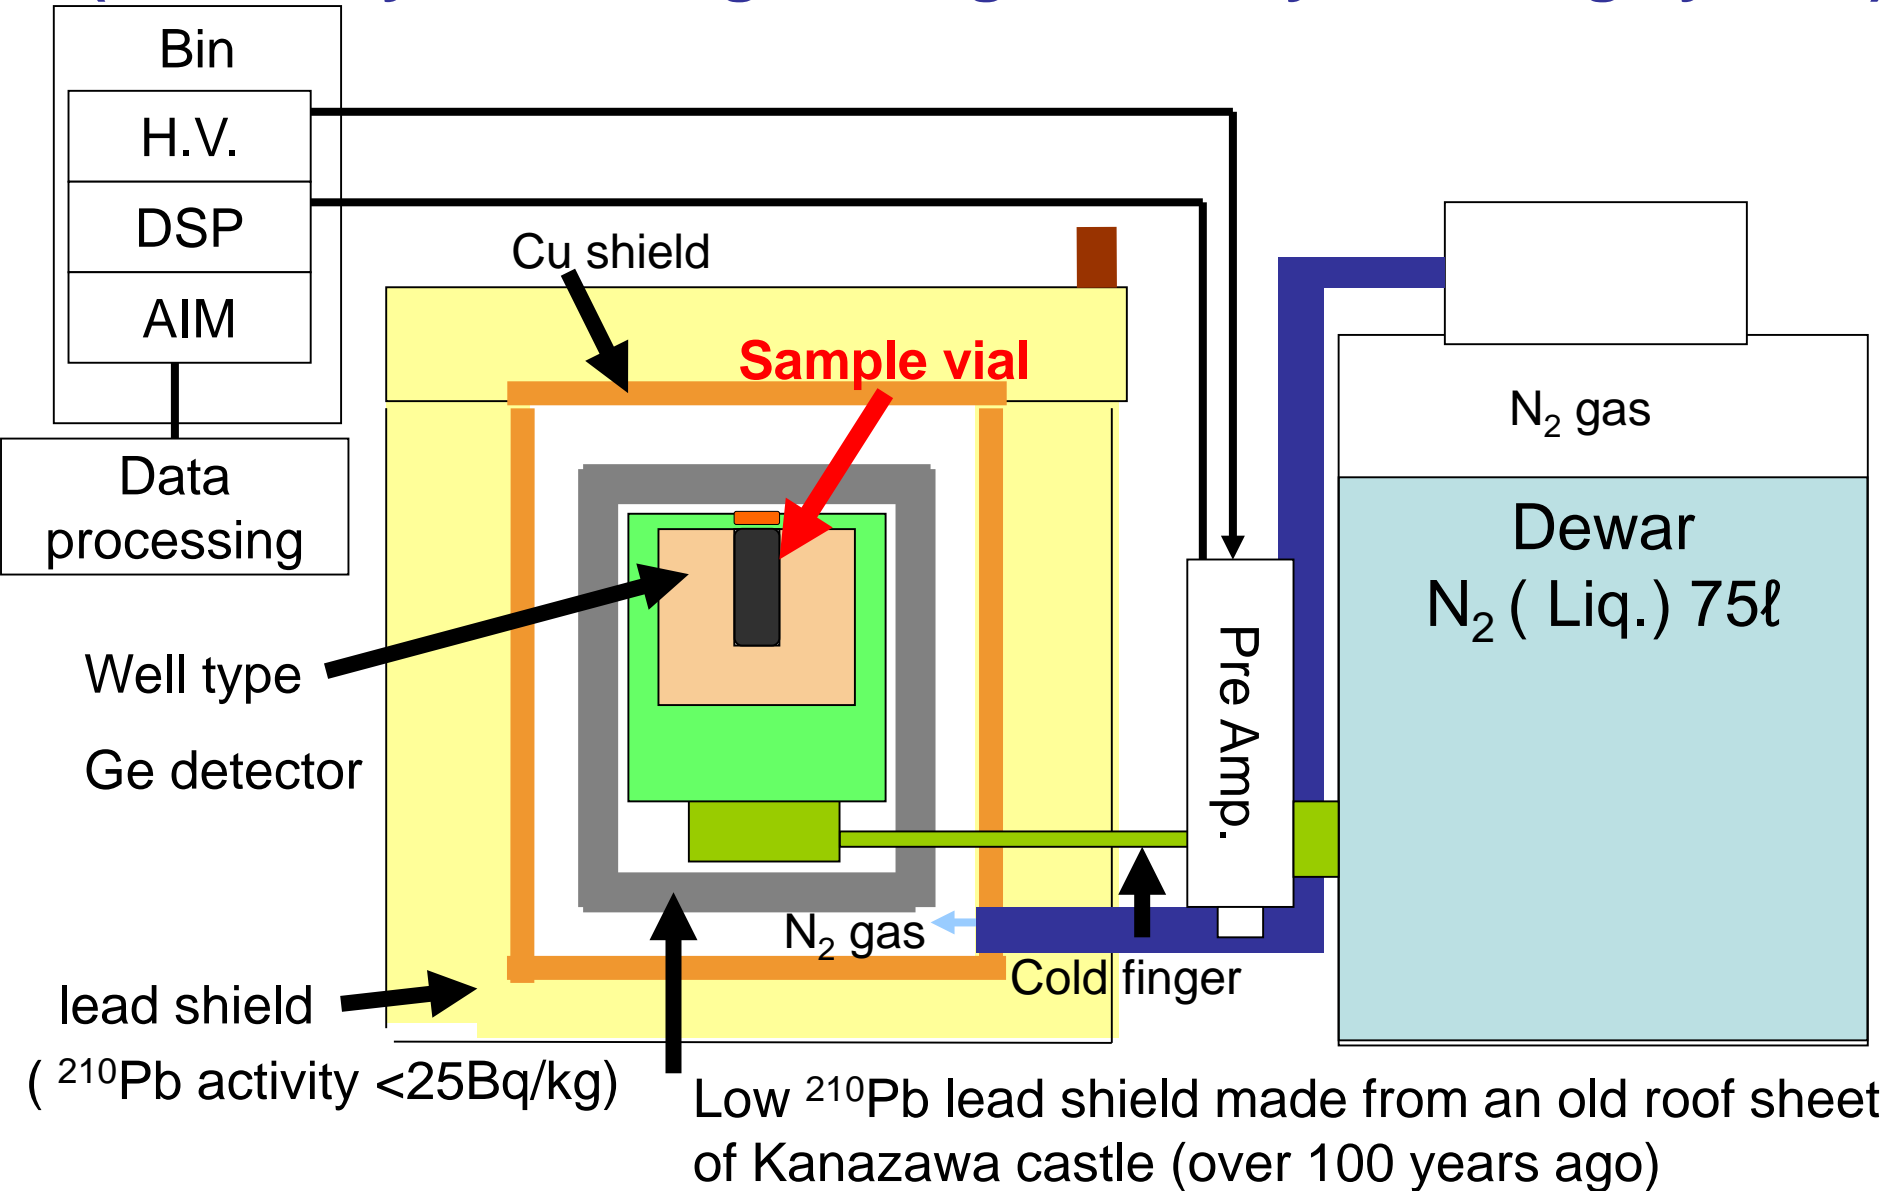 Bin
H.V.
DSP
AIM
Data
processing
Cu shield
Sample vial
N₂ gas
Dewar
N₂ ( Liq.) 75ℓ
Pre Amp.
Well type
Ge detector
N₂ gas
Cold finger
lead shield
( ²¹⁰Pb activity <25Bq/kg)
Low ²¹⁰Pb lead shield made from an old roof sheet
of Kanazawa castle (over 100 years ago)